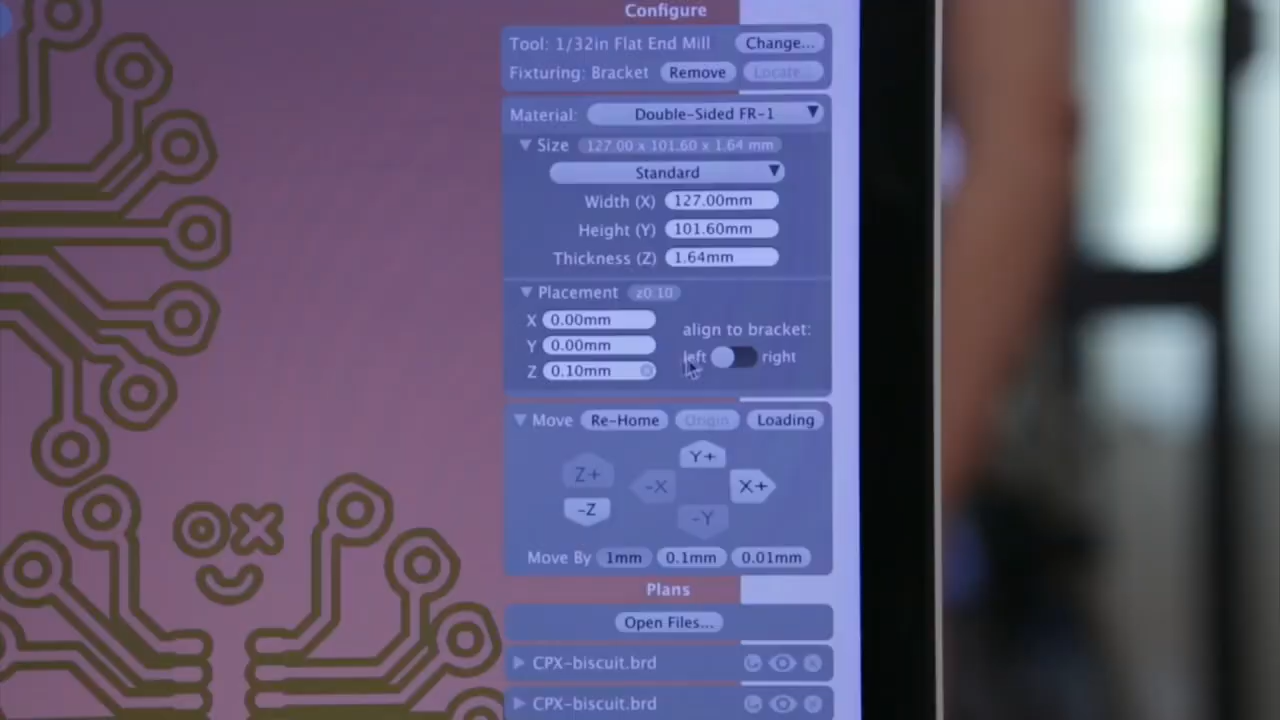 Configure
Tool: 1/32in Flat End Mill Change...
Fixturing: Bracket Remove Locate...
Material: Double-Sided FR-1
Size 127.00 x 101.60 x 1.64 mm
Standard
Width (X) 127.00mm
Height (Y) 101.60mm
Thickness (Z) 1.64mm
Placement z0.10
X 0.00mm
align to bracket:
Y 0.00mm
left right
Z 0.10mm
Move Re-Home Origin Loading
Y+
Z+
-X X+
-Z
-Y
Move By 1mm 0.1mm 0.01mm
Plans
Open Files...
CPX-biscuit.brd
CPX-biscuit.brd